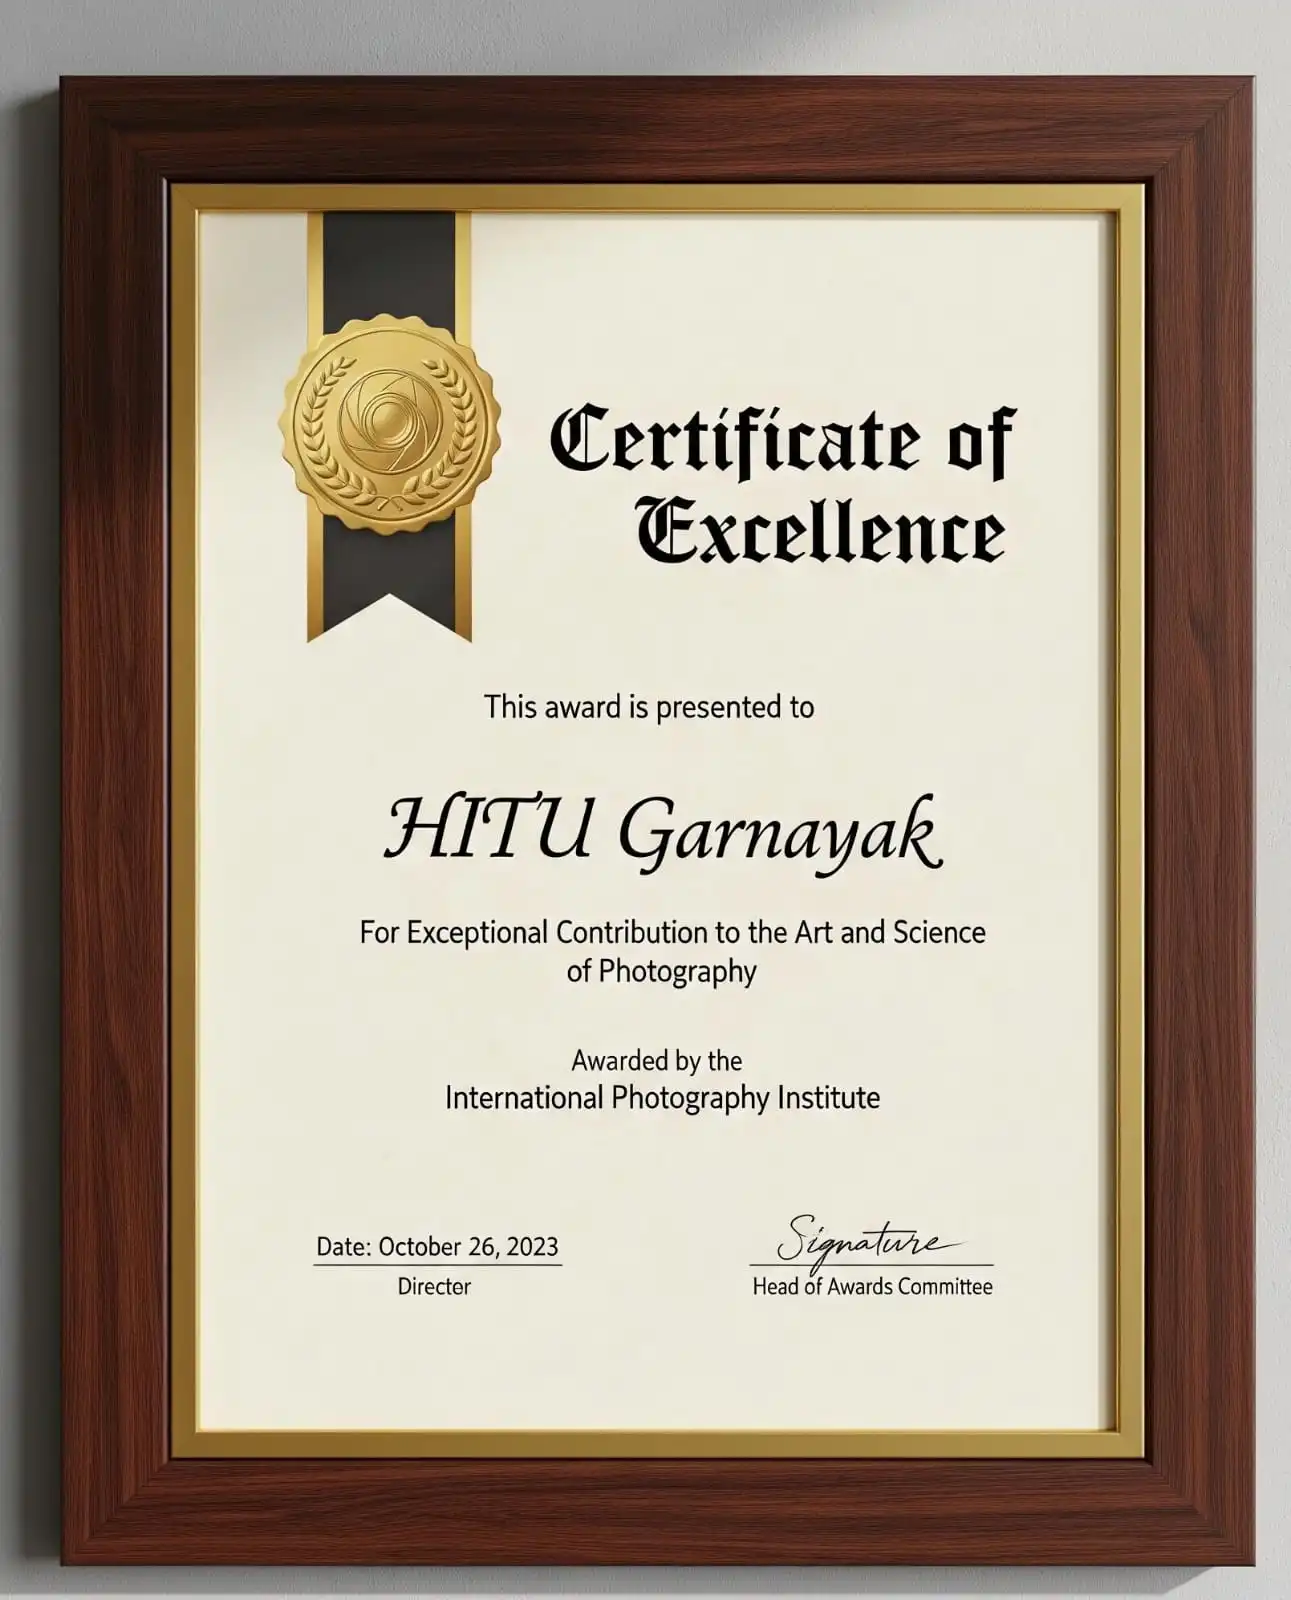 Certificate of
Excellence
This award is presented to
HITU Garnayak
For Exceptional Contribution to the Art and Science
of Photography
Awarded by the
International Photography Institute
Date: October 26, 2023
Directer
Signature
Head of Awards Committee